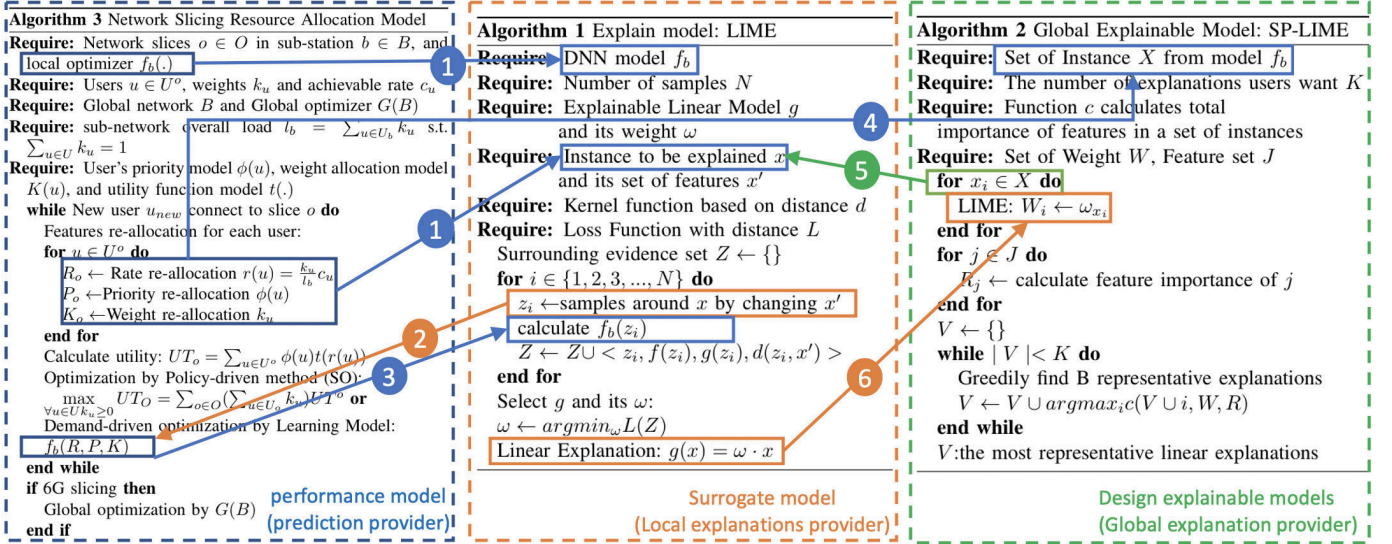 Algorithm 3 Network Slicing Resource Allocation Model
Require: Network slices o ∈ O in sub-station b ∈ B, and
local optimizer f_b(.)
Require: Users u ∈ U^o, weights k_u and achievable rate c_u
Require: Global network B and Global optimizer G(B)
Require: sub-network overall load l_b = ∑_{u∈U_b} k_u s.t.
∑_{u∈U} k_u = 1
Require: User's priority model ϕ(u), weight allocation model
K(u), and utility function model t(.)
while New user u_{new} connect to slice o do
Features re-allocation for each user:
for u ∈ U^o do
R_o ← Rate re-allocation r(u) = \frac{k_u}{l_b} c_u
P_o ←Priority re-allocation ϕ(u)
K_o ←Weight re-allocation k_u
end for
Calculate utility: UT_o = ∑_{u∈U^o} ϕ(u)t(r(u))
Optimization by Policy-driven method (SO):
max_{∀u∈U k_u≥0} UT_O = ∑_{o∈O}(∑_{u∈U_o} k_u)UT^o or
Demand-driven optimization by Learning Model:
f_b(R, P, K)
end while
if 6G slicing then
Global optimization by G(B)
end if
performance model
(prediction provider)
Algorithm 1 Explain model: LIME
Require: DNN model f_b
Require: Number of samples N
Require: Explainable Linear Model g
and its weight ω
Require: Instance to be explained x
and its set of features x′
Require: Kernel function based on distance d
Require: Loss Function with distance L
Surrounding evidence set Z ← {}
for i ∈ {1, 2, 3, ..., N} do
z_i ←samples around x by changing x′
calculate f_b(z_i)
Z ← Z∪ < z_i, f(z_i), g(z_i), d(z_i, x′) >
end for
Select g and its ω:
ω ← argmin_ω L(Z)
Linear Explanation: g(x) = ω · x
Surrogate model
(Local explanations provider)
Algorithm 2 Global Explainable Model: SP-LIME
Require: Set of Instance X from model f_b
Require: The number of explanations users want K
Require: Function c calculates total
importance of features in a set of instances
Require: Set of Weight W, Feature set J
for x_i ∈ X do
LIME: W_i ← ω_{x_i}
end for
for j ∈ J do
R_j ← calculate feature importance of j
end for
V ← {}
while | V |< K do
Greedily find B representative explanations
V ← V ∪ argmax_i c(V ∪ i, W, R)
end while
V:the most representative linear explanations
Design explainable models
(Global explanation provider)
1
1
2
3
4
5
6